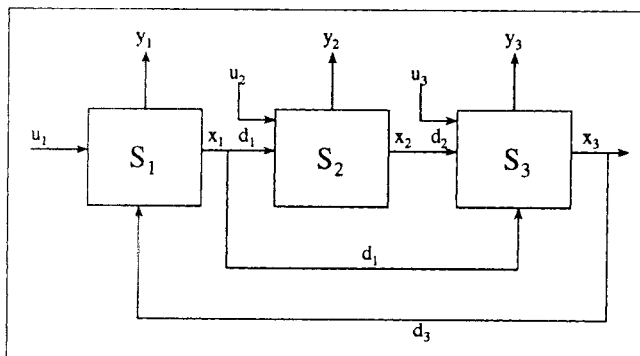 y₁ y₂ y₃
u₂ u₃
u₁ x₁ d₁ x₂ d₂ x₃
S₁ S₂ S₃
d₁
d₃